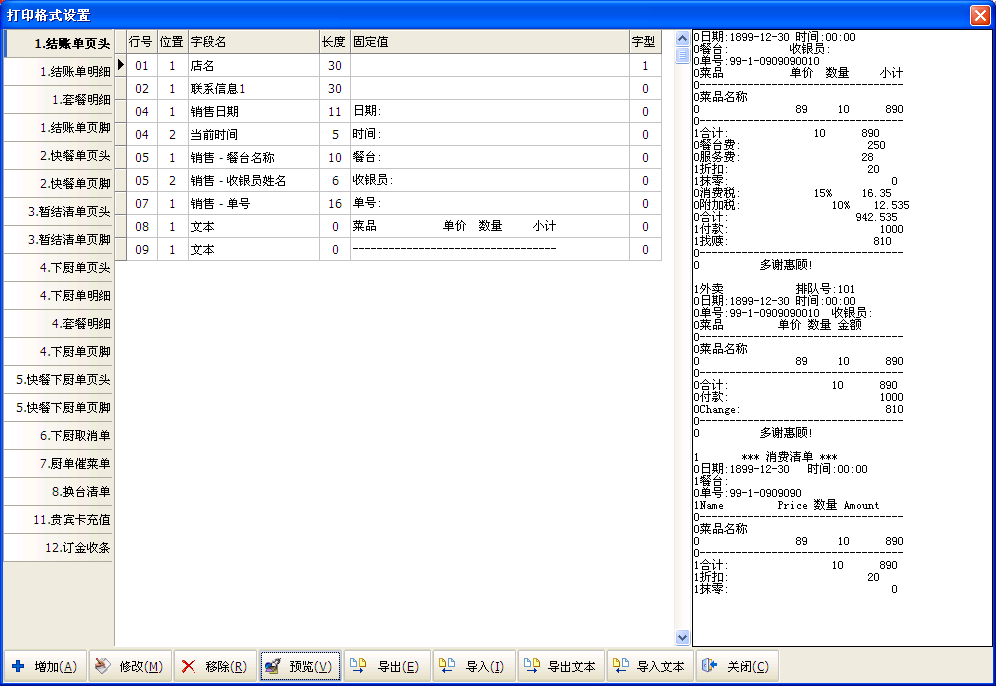 打印格式设置
1.结账单页头
1.结账单明细
1.套餐明细
1.结账单页脚
2.快餐单页头
2.快餐单页脚
3.暂结清单页头
3.暂结清单页脚
4.下厨单页头
4.下厨单明细
4.套餐明细
4.下厨单页脚
5.快餐下厨单页头
5.快餐下厨单页脚
6.下厨取消单
7.厨单催菜单
8.换台清单
11.贵宾卡充值
12.订金收条
行号 位置 字段名 长度 固定值 字型
01 1 店名 30 1
02 1 联系信息1 30 0
04 1 销售日期 11 日期: 0
04 2 当前时间 5 时间: 0
05 1 销售 - 餐台名称 10 餐台: 0
05 2 销售 - 收银员姓名 6 收银员: 0
07 1 销售 - 单号 16 单号: 0
08 1 文本 0 菜品 单价 数量 小计 0
09 1 文本 0 ---------------------------------- 0
0日期:1899-12-30 时间:00:00
0餐台: 收银员:
0单号:99-1-0909090010
0菜品 单价 数量 小计
0----------------------------------
0菜品名称
0 89 10 890
0----------------------------------
1合计: 10 890
0餐台费: 250
0服务费: 28
1折扣: 20
1抹零: 0
0消费税: 15% 16.35
0附加税: 10% 12.535
0合计: 942.535
1付款: 1000
1找赎: 810
0----------------------------------
0 多谢惠顾!
1外卖 排队号:101
0日期:1899-12-30 时间:00:00
0单号:99-1-0909090010 收银员:
0菜品 单价 数量 金额
0----------------------------------
0菜品名称
0 89 10 890
0----------------------------------
0合计: 10 890
0付款: 1000
0Change: 810
0----------------------------------
0 多谢惠顾!
1 *** 消费清单 ***
0日期:1899-12-30 时间:00:00
1餐台:
0单号:99-1-0909090
1Name Price 数量 Amount
0----------------------------------
0菜品名称
0 89 10 890
0----------------------------------
1合计: 10 890
1折扣: 20
1抹零: 0
增加(A) 修改(M) 移除(R) 预览(V) 导出(E) 导入(I) 导出文本 导入文本 关闭(C)